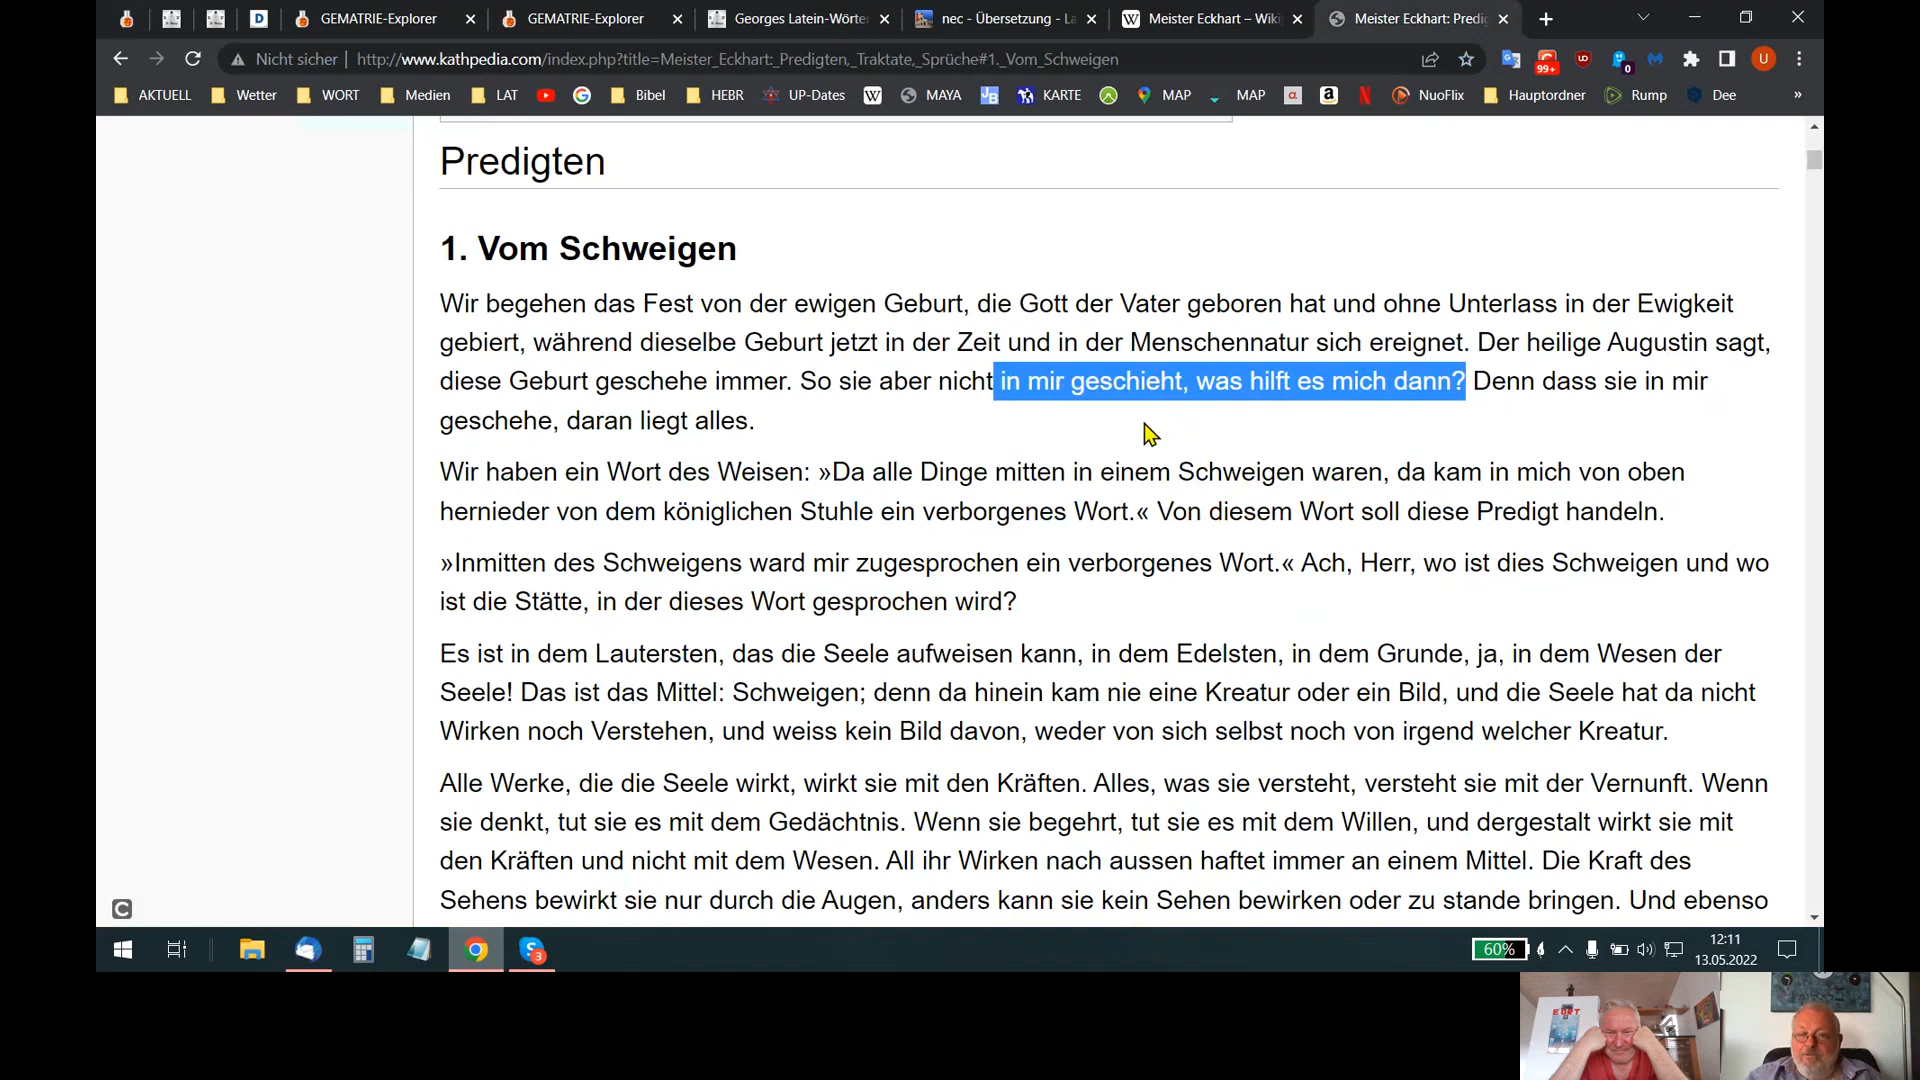 GEMATRIE-Explorer
GEMATRIE-Explorer
Georges Latein-Wörter
nec - Übersetzung - La
Meister Eckhart – Wiki
Meister Eckhart: Predig
Nicht sicher | http://www.kathpedia.com/index.php?title=Meister_Eckhart:_Predigten,_Traktate,_Sprüche#1._Vom_Schweigen
99+
0
U
AKTUELL Wetter WORT Medien LAT Bibel HEBR UP-Dates MAYA KARTE MAP MAP NuoFlix Hauptordner Rump Dee »
Predigten
1. Vom Schweigen
Wir begehen das Fest von der ewigen Geburt, die Gott der Vater geboren hat und ohne Unterlass in der Ewigkeit
gebiert, während dieselbe Geburt jetzt in der Zeit und in der Menschennatur sich ereignet. Der heilige Augustin sagt,
diese Geburt geschehe immer. So sie aber nicht in mir geschieht, was hilft es mich dann? Denn dass sie in mir
geschehe, daran liegt alles.
Wir haben ein Wort des Weisen: »Da alle Dinge mitten in einem Schweigen waren, da kam in mich von oben
hernieder von dem königlichen Stuhle ein verborgenes Wort.« Von diesem Wort soll diese Predigt handeln.
»Inmitten des Schweigens ward mir zugesprochen ein verborgenes Wort.« Ach, Herr, wo ist dies Schweigen und wo
ist die Stätte, in der dieses Wort gesprochen wird?
Es ist in dem Lautersten, das die Seele aufweisen kann, in dem Edelsten, in dem Grunde, ja, in dem Wesen der
Seele! Das ist das Mittel: Schweigen; denn da hinein kam nie eine Kreatur oder ein Bild, und die Seele hat da nicht
Wirken noch Verstehen, und weiss kein Bild davon, weder von sich selbst noch von irgend welcher Kreatur.
Alle Werke, die die Seele wirkt, wirkt sie mit den Kräften. Alles, was sie versteht, versteht sie mit der Vernunft. Wenn
sie denkt, tut sie es mit dem Gedächtnis. Wenn sie begehrt, tut sie es mit dem Willen, und dergestalt wirkt sie mit
den Kräften und nicht mit dem Wesen. All ihr Wirken nach aussen haftet immer an einem Mittel. Die Kraft des
Sehens bewirkt sie nur durch die Augen, anders kann sie kein Sehen bewirken oder zu stande bringen. Und ebenso
3
60%
12:11
13.05.2022